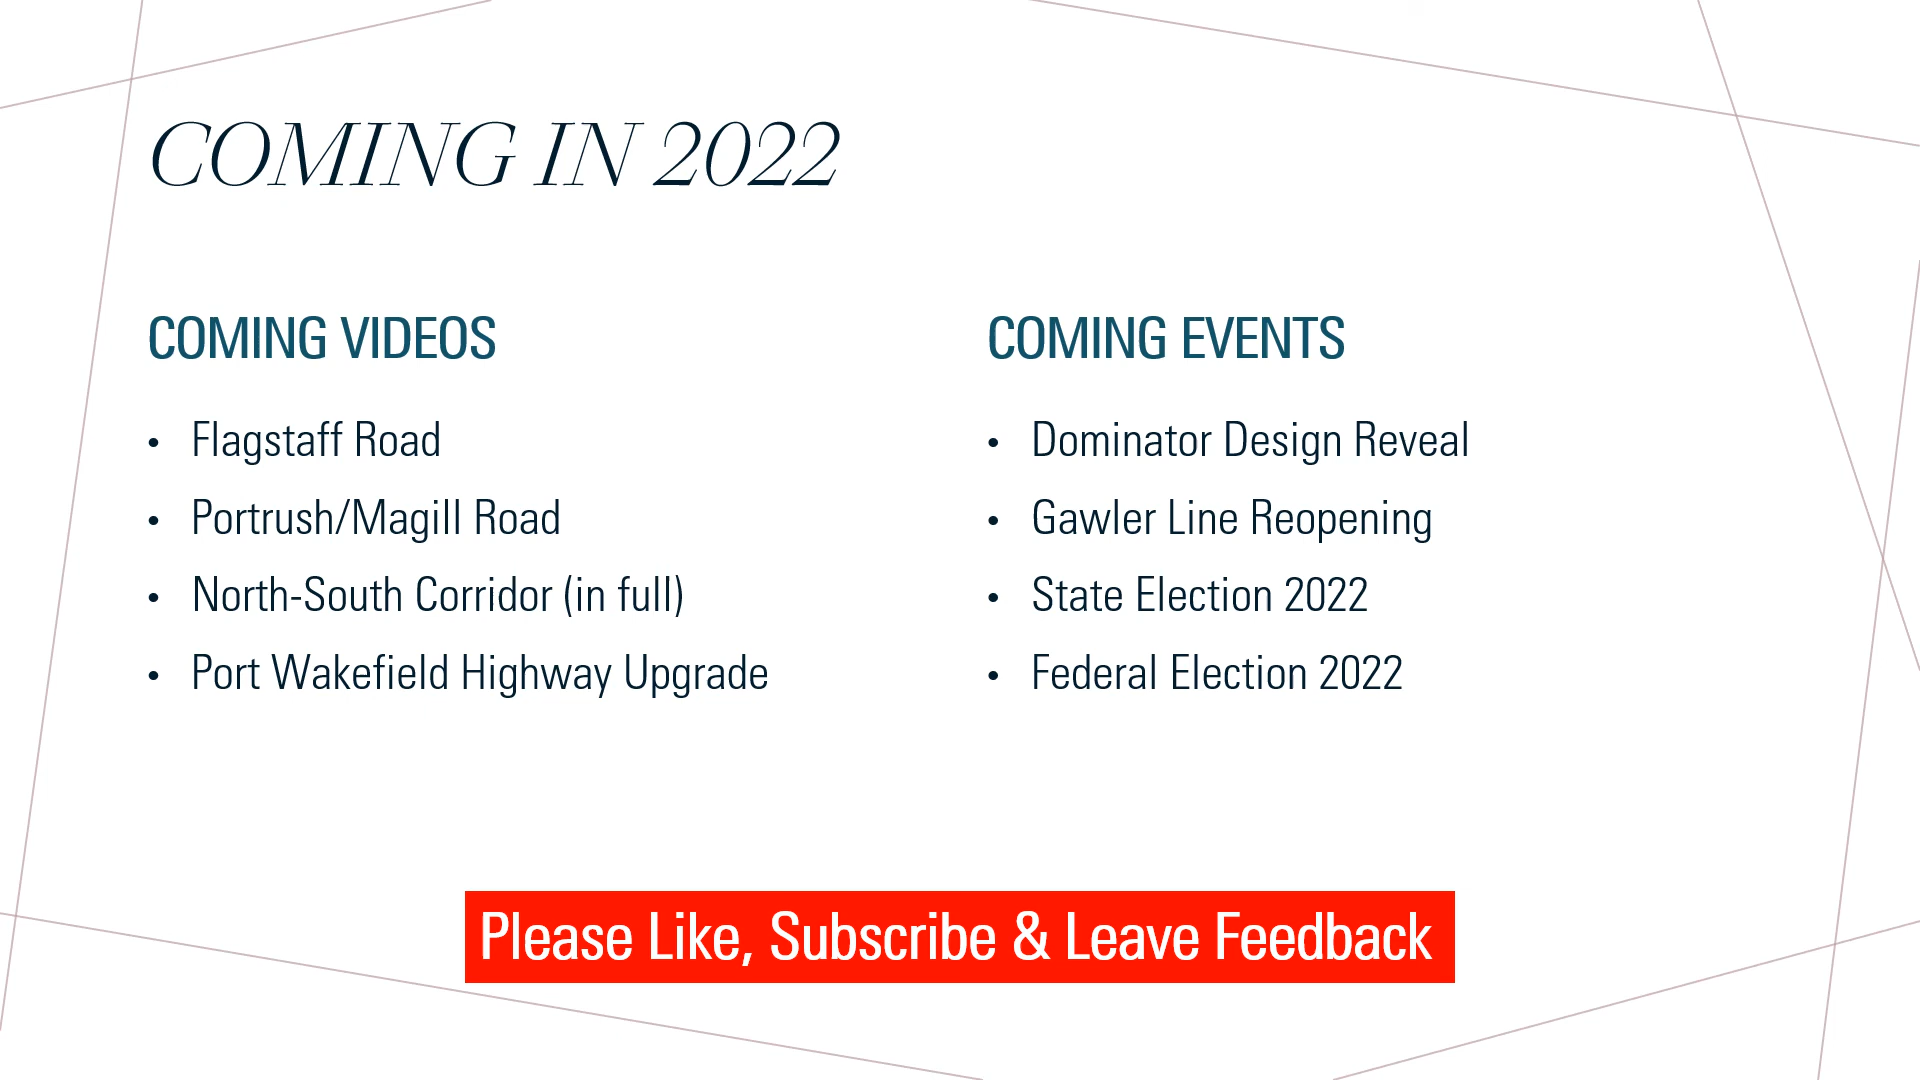 COMING IN 2022
COMING VIDEOS
• Flagstaff Road
• Portrush/Magill Road
• North-South Corridor (in full)
• Port Wakefield Highway Upgrade
COMING EVENTS
• Dominator Design Reveal
• Gawler Line Reopening
• State Election 2022
• Federal Election 2022
Please Like, Subscribe & Leave Feedback